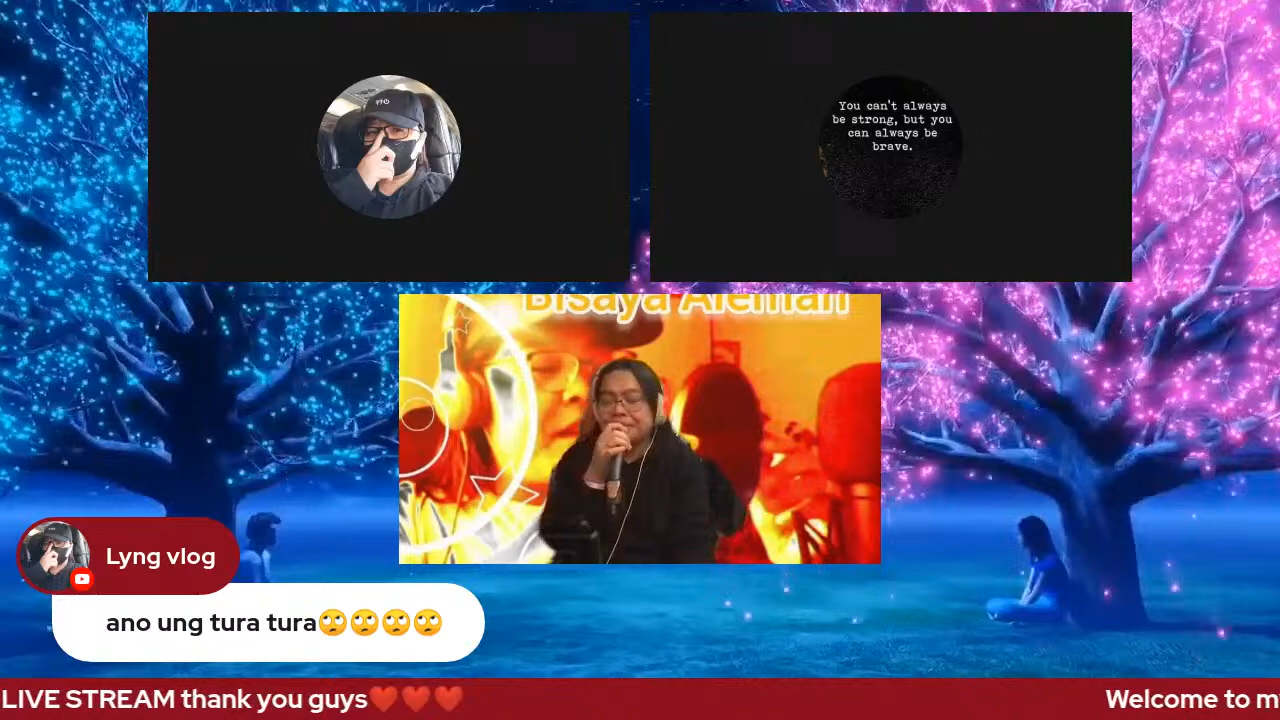 You can't always
be strong, but you
can always be
brave.
Bisaya Aleman
Lyng vlog
ano ung tura tura🙄🙄🙄🙄
LIVE STREAM thank you guys❤️❤️❤️ Welcome to m